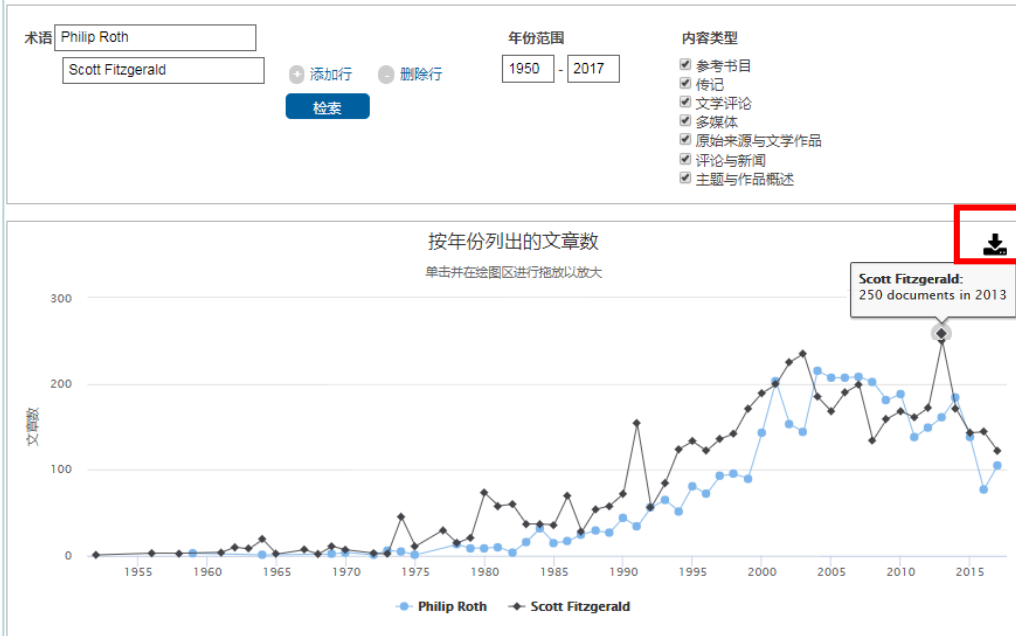 术语 Philip Roth
Scott Fitzgerald
+ 添加行 - 删除行
检索
年份范围
1950 - 2017
内容类型
参考书目
传记
文学评论
多媒体
原始来源与文学作品
评论与新闻
主题与作品概述
按年份列出的文章数
单击并在绘图区进行拖放以放大
Scott Fitzgerald:
250 documents in 2013
文章数
300
200
100
0
1955 1960 1965 1970 1975 1980 1985 1990 1995 2000 2005 2010 2015
Philip Roth Scott Fitzgerald